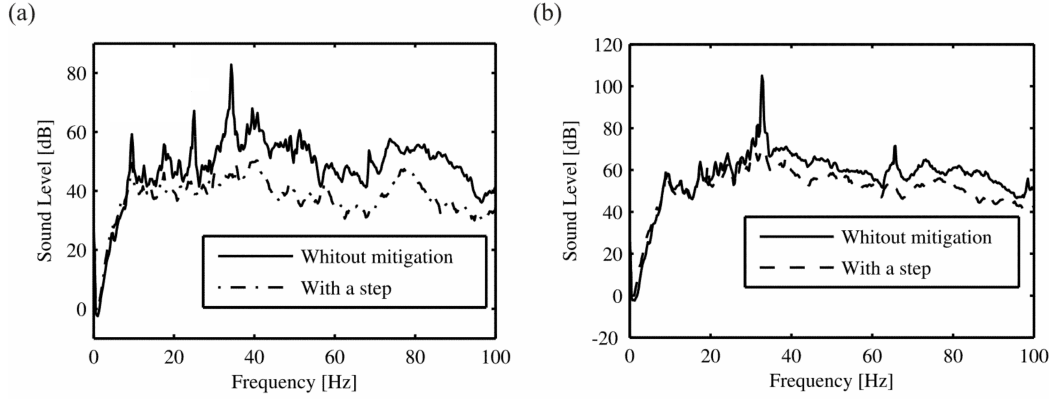 (a)
80
60
40
20
0
Sound Level [dB]
0 20 40 60 80 100
Frequency [Hz]
Whitout mitigation
With a step
(b)
120
100
80
60
40
20
0
-20
Sound Level [dB]
0 20 40 60 80 100
Frequency [Hz]
Whitout mitigation
With a step